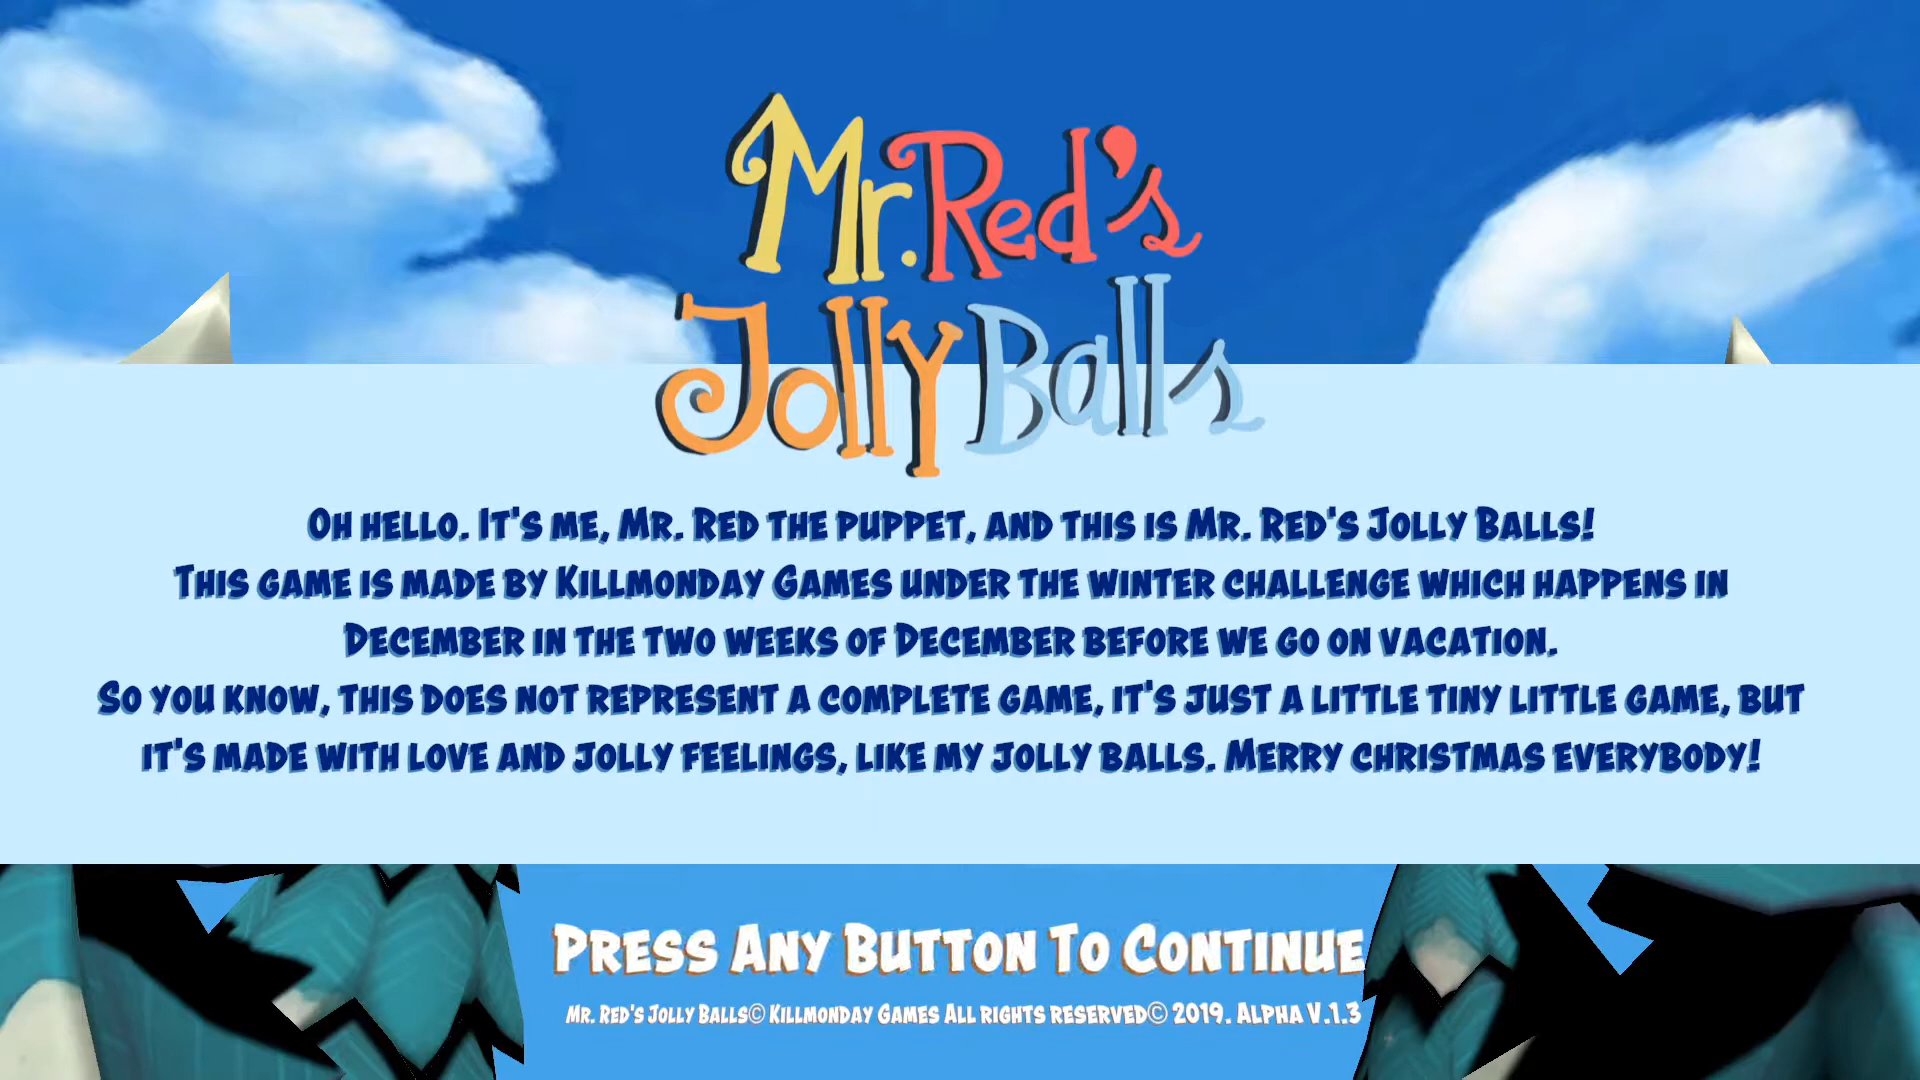 Mr. Red's
Jolly Balls
Oh hello. It's me, Mr. Red the puppet, and this is Mr. Red's Jolly Balls!
This game is made by Killmonday Games under the winter challenge which happens in
December in the two weeks of December before we go on vacation.
So you know, this does not represent a complete game, it's just a little tiny little game, but
it's made with love and jolly feelings, like my jolly balls. Merry christmas everybody!
Press Any Button To Continue
Mr. Red's Jolly Balls© Killmonday Games All rights reserved© 2019. Alpha V.1.3